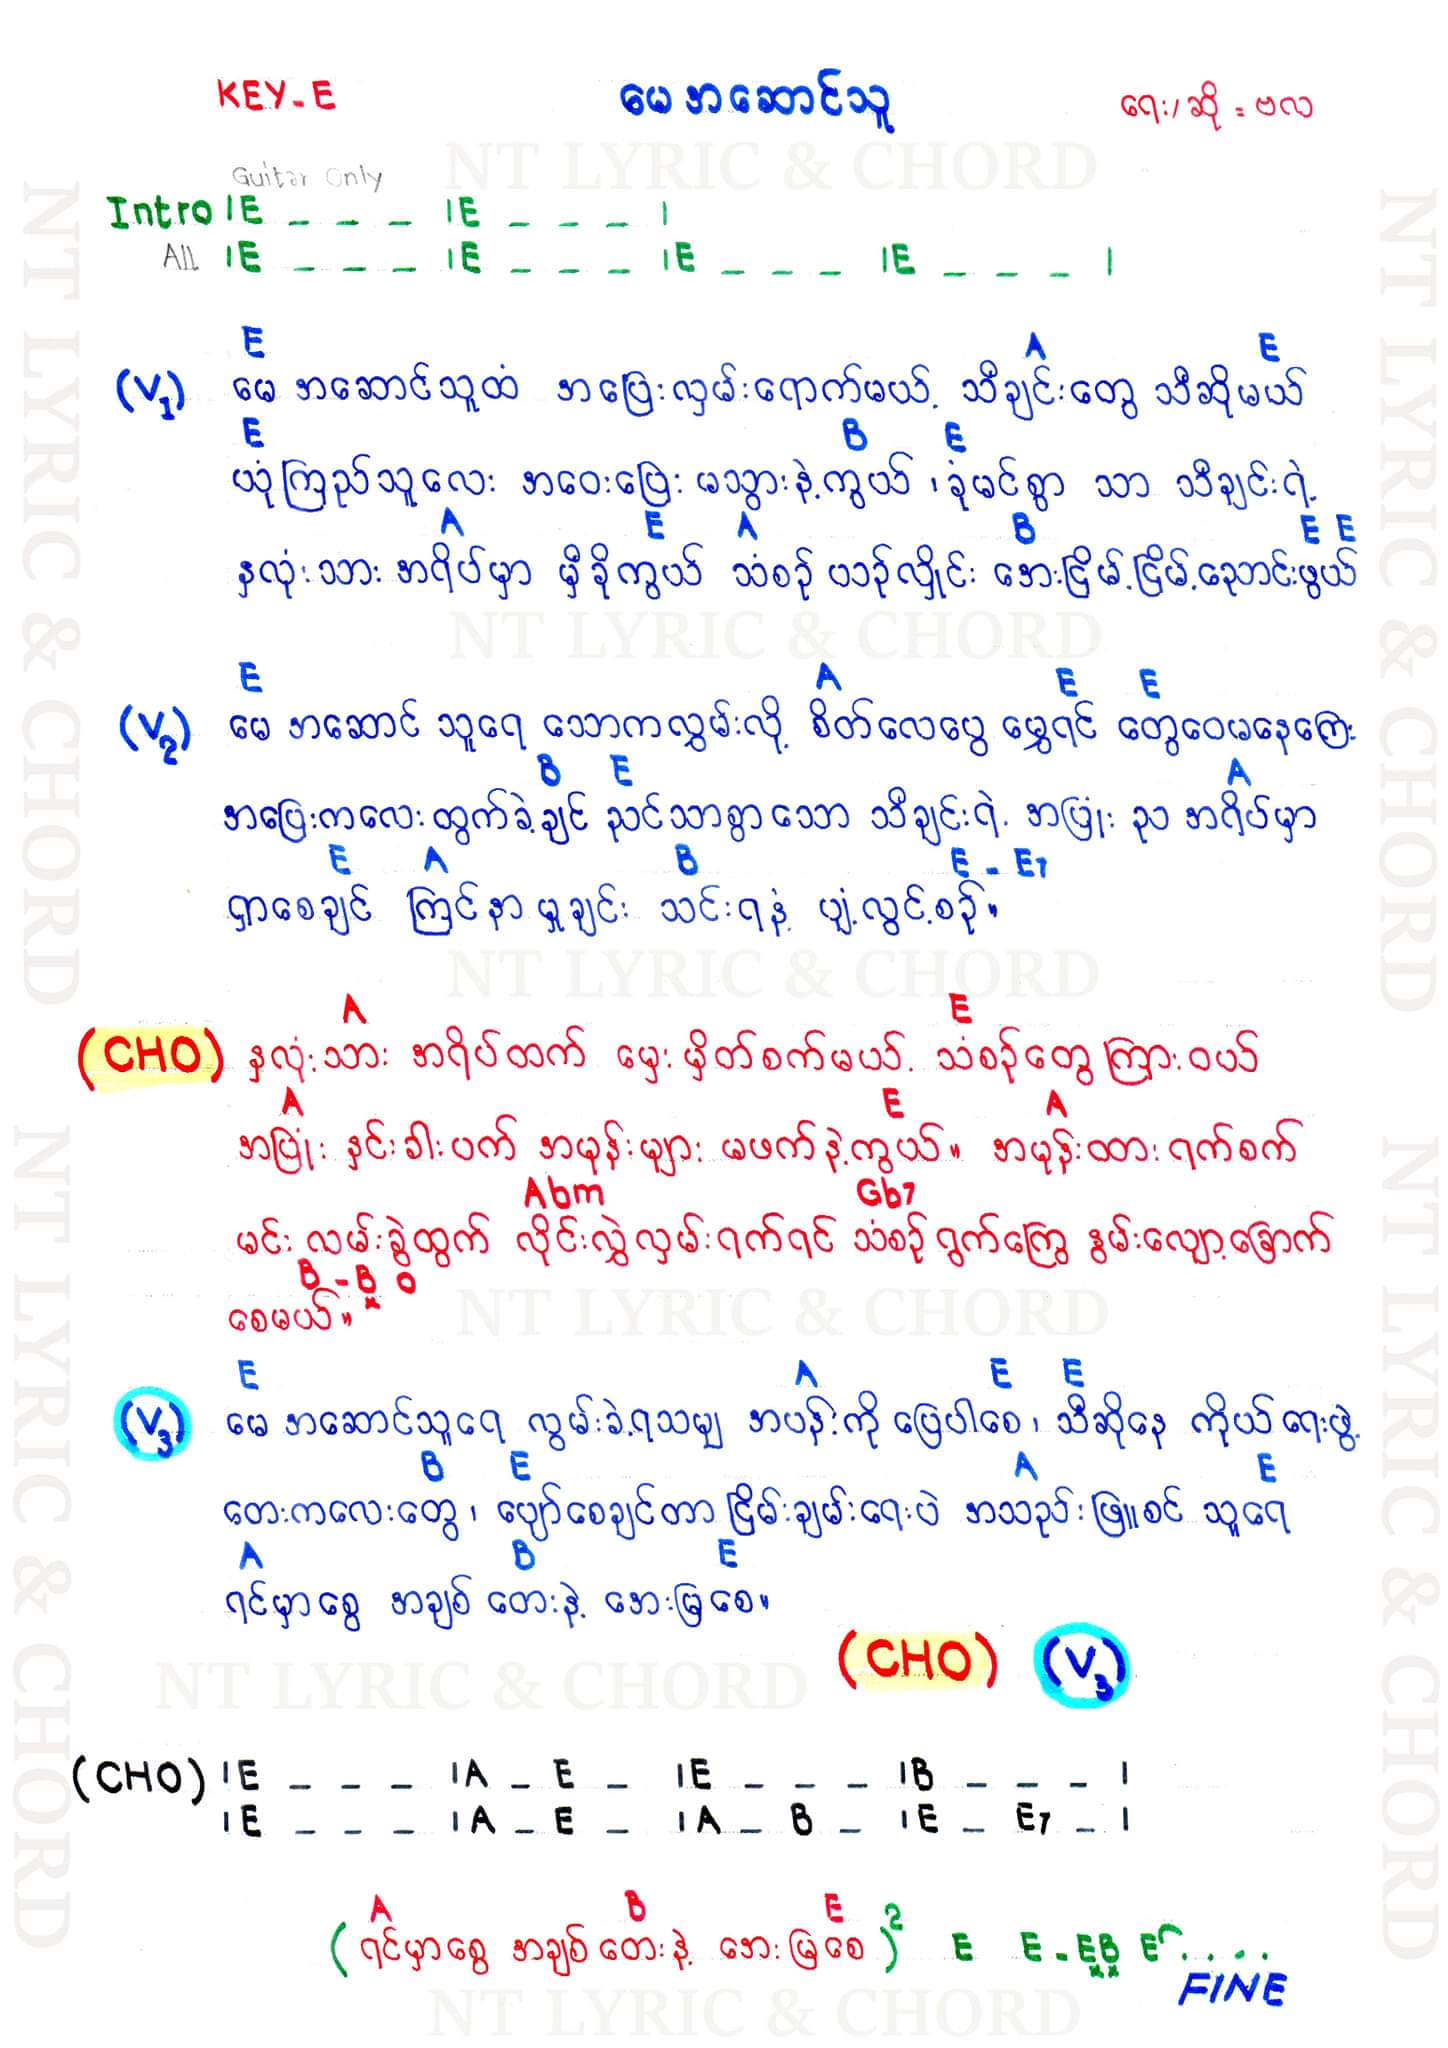 KEY - E မေ အဆောင်သူ ရေး/ဆို = ဗလ
Guitar Only
Intro |E _ _ _ |E _ _ _ |
All |E _ _ _ |E _ _ _ |E _ _ _ |E _ _ _ |
E A E
(V1) မေ အဆောင်သူထံ အပြေးလှမ်းရောက်မယ့် သီချင်းတွေ သီဆိုမယ်
E B E
ယုံကြည်သူလေး အဝေးပြေး မသွားနဲ့ကွယ်၊ ခုံမင်စွာ သာ သီချင်းရဲ့
A E A B E E
နှလုံးသား အရိပ်မှာ မှီခိုကွယ် သံစဉ် ပဒဉ်လှိုင်း အေးငြိမ့်ငြိမ့်ညောင်းဖွယ်
E A E E
(V2) မေ အဆောင် သူရေ သောကလွှမ်းလို့ စိတ်လေပွေ မွှေရင် တွေဝေမနေကြေး
B E A
အပြေးကလေးထွက်ခဲ့ချင် ညင်သာစွာသော သီချင်းရဲ့ အပြုံး ည အရိပ်မှာ
E A B E - E7
ရှာစေချင် ကြင်နာမှုချင်း သင်းရနံ့ ပျံ့လွင့်စဉ်။
A E
(CHO) နှလုံးသား အရိပ်ထက် မှေးမှိတ်စက်မယ့် သံစဉ်တွေကြားဝယ်
A E A
အပြုံး နှင်းခါးပက် အမုန်းများ မဖက်နဲ့ကွယ်။ အမုန်းထားရက်စက်
Abm Gb7
မင်း လမ်းခွဲထွက် လိုင်းလွှဲလှမ်းရက်ရင် သံစဉ်ရွက်ကြွေ နွမ်းလျော့ခြောက်
B - B 0
စေမယ်။
E A E E
(V3) မေ အဆောင်သူရေ လွမ်းခဲ့ရသမျှ အပန်းကို ပြေပါစေ၊ သီဆိုနေ ကိုယ်ရေးဖွဲ့
B E A E
တေးကလေးတွေ၊ ပျော်စေချင်တာ ငြိမ်းချမ်းရေးပဲ အသည်းဖြူစင် သူရေ
A B E
ရင်မှာစွေ အချစ်တေးနဲ့ အေးမြစေ။
(CHO) (V3)
(CHO) |E _ _ _ |A _ E _ |E _ _ _ |B _ _ _ |
|E _ _ _ |A _ E _ |A _ B _ |E _ E7 _ |
A B E
(ရင်မှာစွေ အချစ်တေးနဲ့ အေးမြစေ)2 E E - EB E ....
FINE
NT LYRIC & CHORD